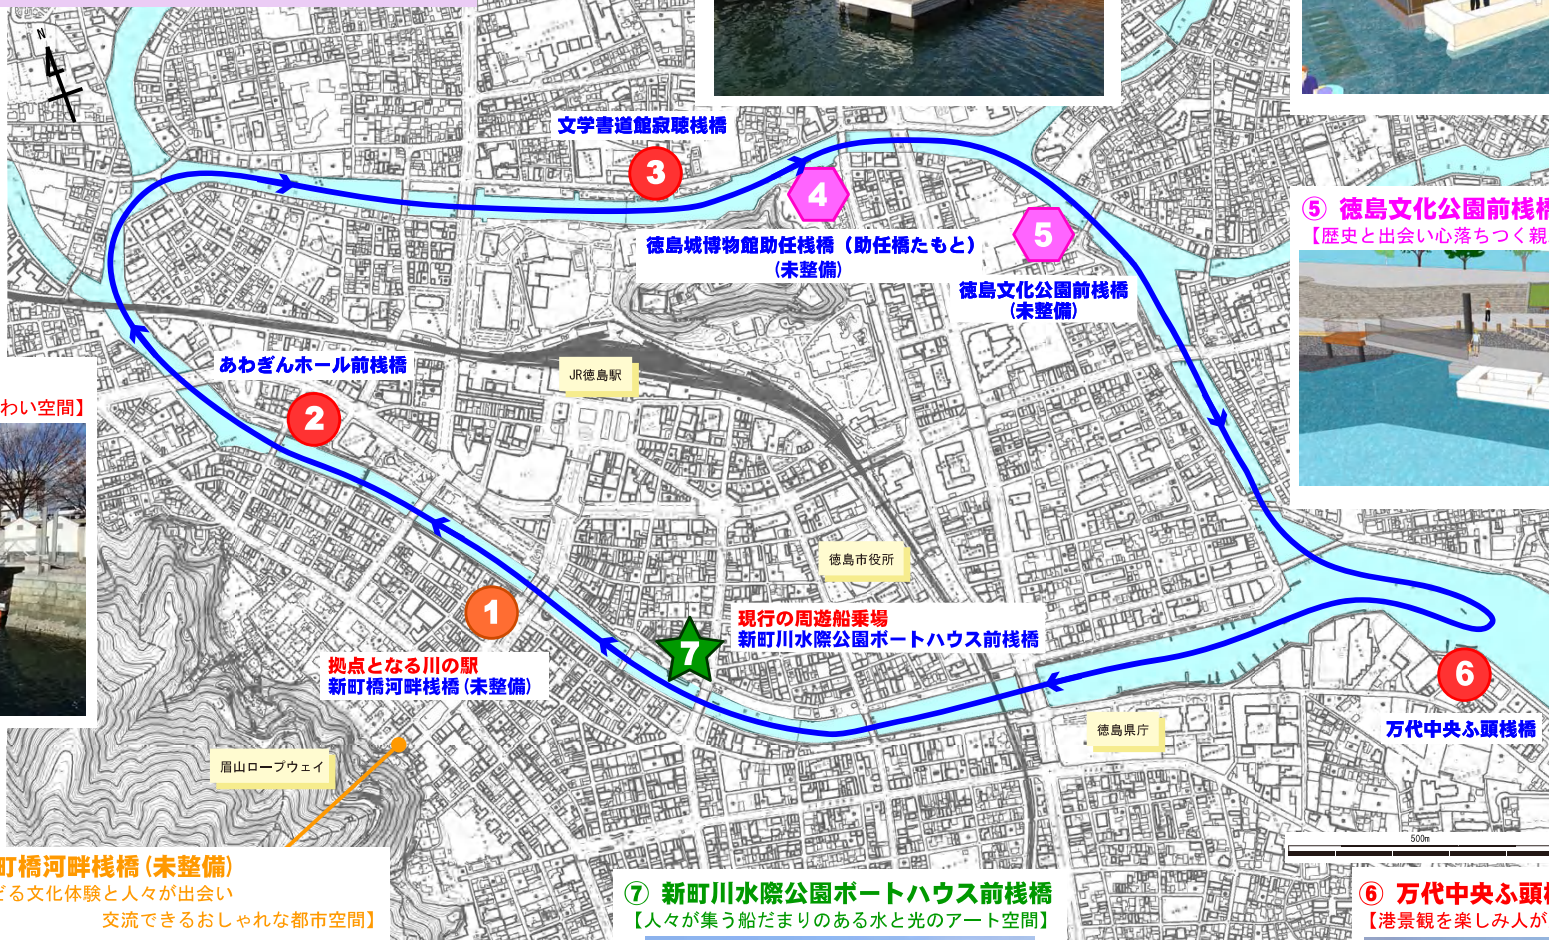 N
文学書道館寂聴桟橋
3
4
徳島城博物館助任桟橋（助任橋たもと）
(未整備)
5
徳島文化公園前桟橋
(未整備)
⑤ 徳島文化公園前桟橋
【歴史と出会い心落ちつく親
あわぎんホール前桟橋
2
JR徳島駅
わい空間】
徳島市役所
1
拠点となる川の駅
新町橋河畔桟橋(未整備)
7
現行の周遊船乗場
新町川水際公園ボートハウス前桟橋
6
万代中央ふ頭桟橋
徳島県庁
眉山ロープウェイ
500m
町橋河畔桟橋(未整備)
どる文化体験と人々が出会い
交流できるおしゃれな都市空間】
⑦ 新町川水際公園ボートハウス前桟橋
【人々が集う船だまりのある水と光のアート空間】
⑥ 万代中央ふ頭桟
【港景観を楽しみ人が